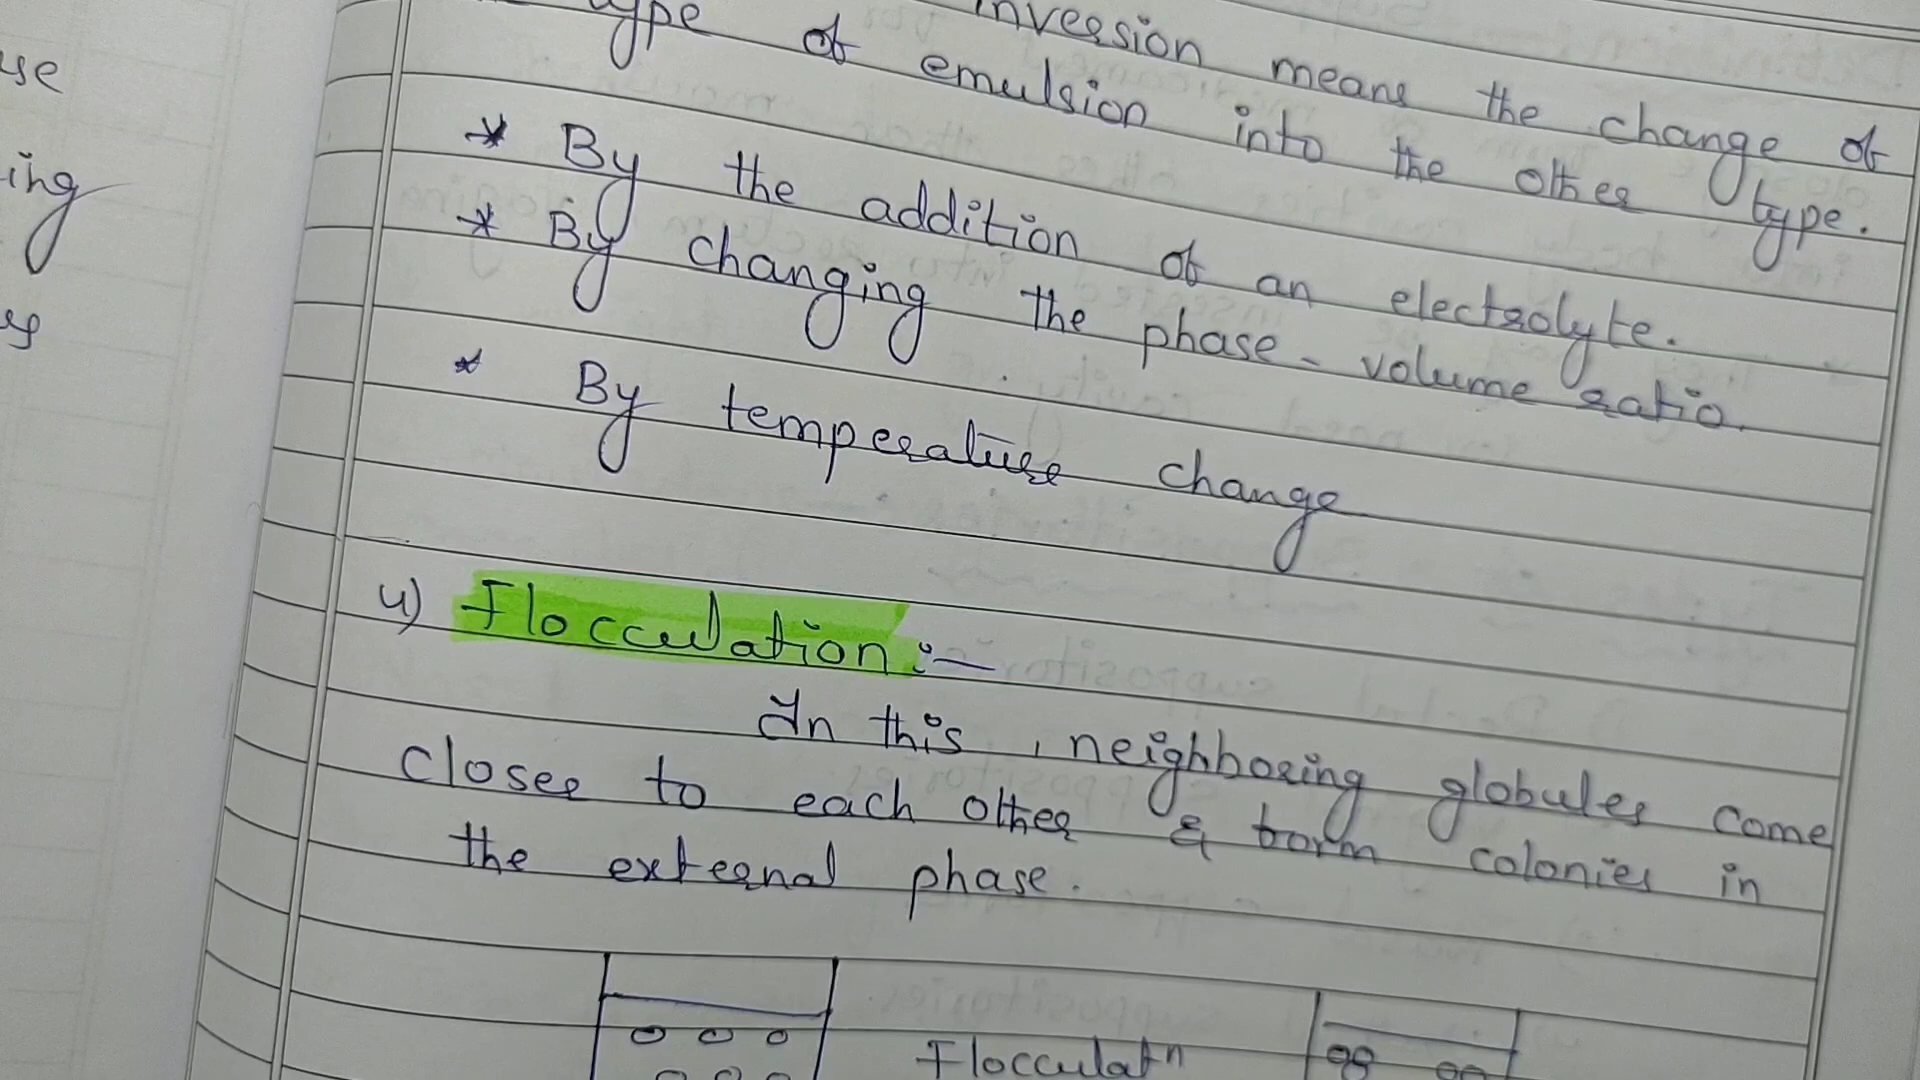 inversion means the change of
type of emulsion into the other type.
* By the addition of an electrolyte.
* By changing the phase - volume ratio.
* By temperature change
4) Flocculation :-
In this, neighboring globules come
closer to each other & form colonies in
the external phase.
Flocculatn
ing